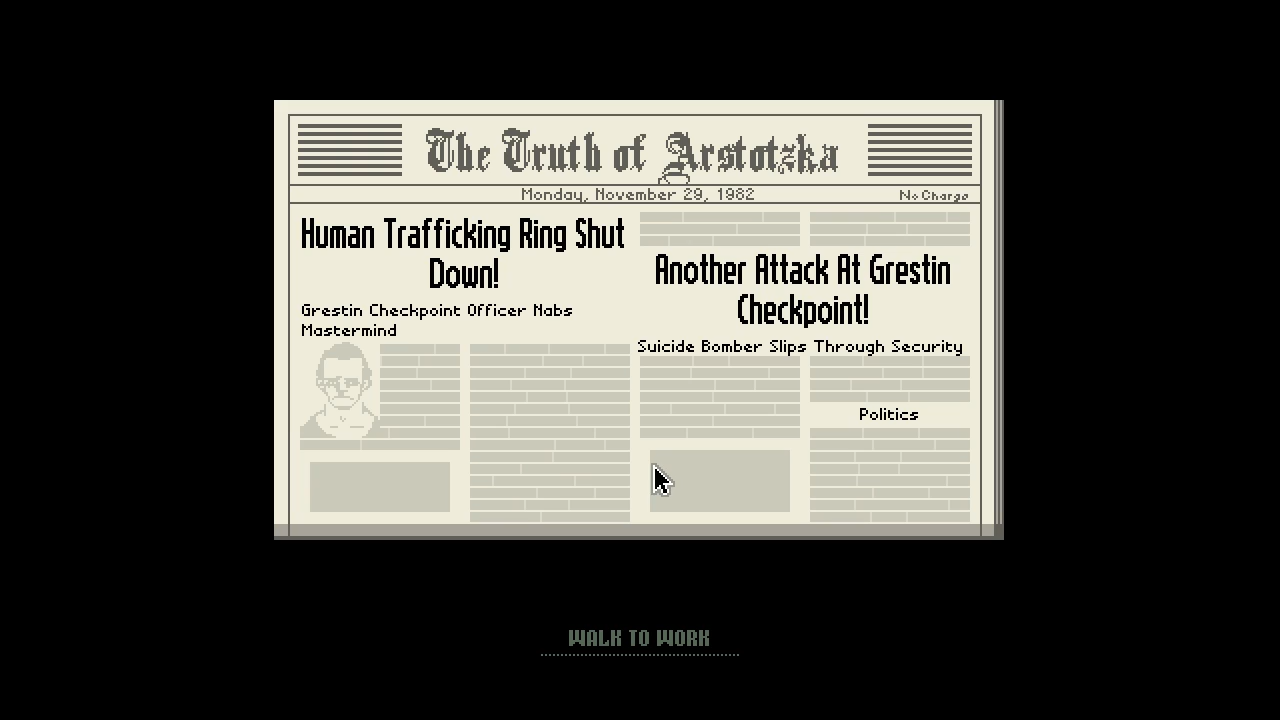 The Truth of Arstotzka
Monday, November 29, 1982
No Charge
Human Trafficking Ring Shut
Down!
Grestin Checkpoint Officer Nabs
Mastermind
Another Attack At Grestin
Checkpoint!
Suicide Bomber Slips Through Security
Politics
WALK TO WORK